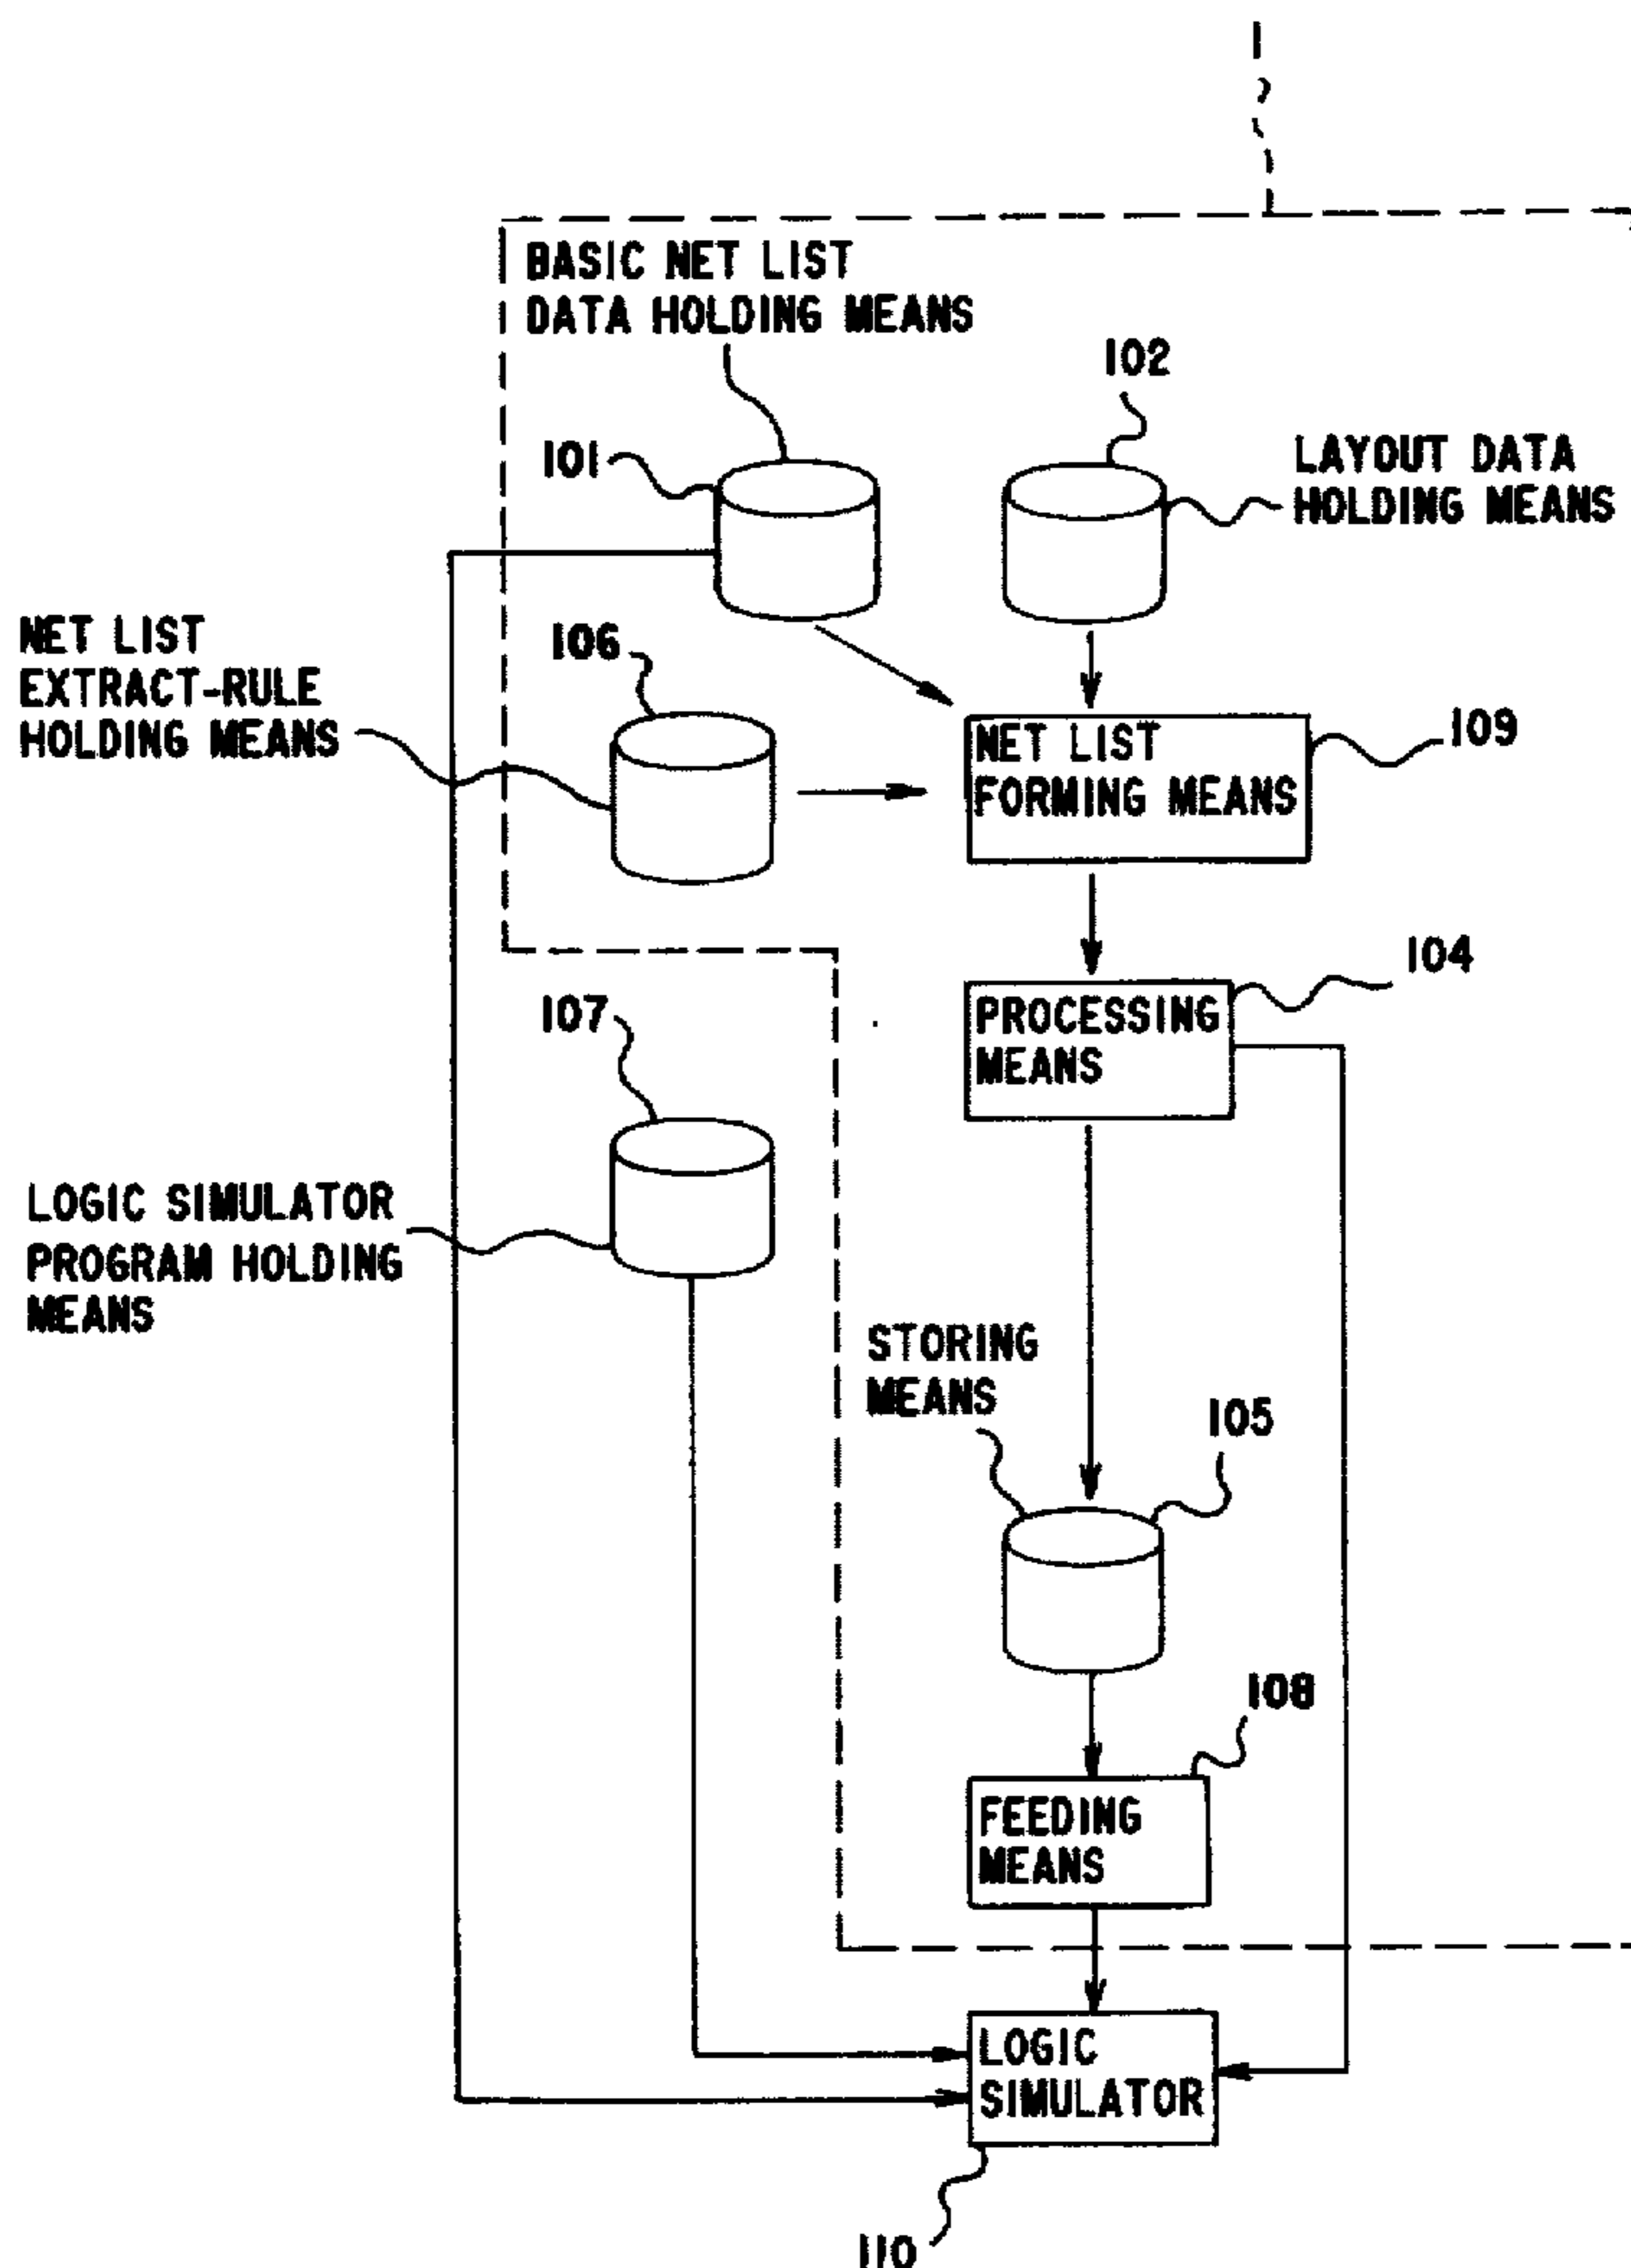 1
BASIC NET LIST
DATA HOLDING MEANS
102
101
LAYOUT DATA
HOLDING MEANS
NET LIST
EXTRACT-RULE
HOLDING MEANS
106
NET LIST
FORMING MEANS
109
104
107
PROCESSING
MEANS
LOGIC SIMULATOR
PROGRAM HOLDING
MEANS
STORING
MEANS
105
108
FEEDING
MEANS
LOGIC
SIMULATOR
110